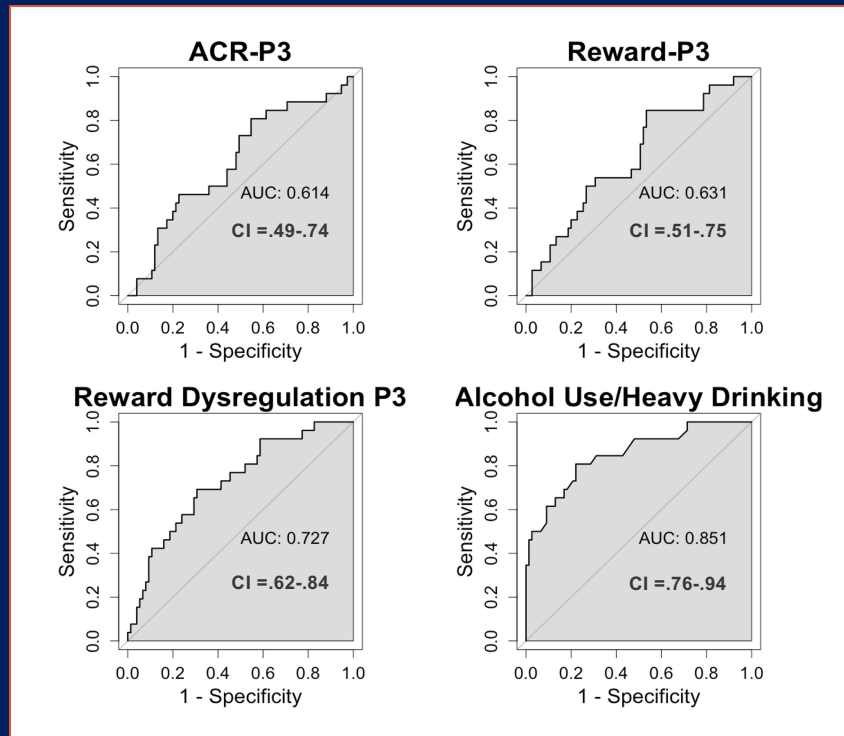 ACR-P3
Sensitivity
0.0 0.2 0.4 0.6 0.8 1.0
AUC: 0.614
CI =.49-.74
0.0 0.2 0.4 0.6 0.8 1.0
1 - Specificity
Reward-P3
Sensitivity
0.0 0.2 0.4 0.6 0.8 1.0
AUC: 0.631
CI =.51-.75
0.0 0.2 0.4 0.6 0.8 1.0
1 - Specificity
Reward Dysregulation P3
Sensitivity
0.0 0.2 0.4 0.6 0.8 1.0
AUC: 0.727
CI =.62-.84
0.0 0.2 0.4 0.6 0.8 1.0
1 - Specificity
Alcohol Use/Heavy Drinking
Sensitivity
0.0 0.2 0.4 0.6 0.8 1.0
AUC: 0.851
CI =.76-.94
0.0 0.2 0.4 0.6 0.8 1.0
1 - Specificity